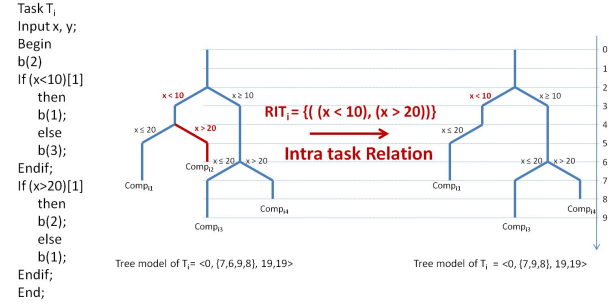 Task Ti
Input x, y;
Begin
b(2)
If (x<10)[1]
then
b(1);
else
b(3);
Endif;
If (x>20)[1]
then
b(2);
else
b(1);
Endif;
End;
x < 10
x ≥ 10
x ≤ 20
x > 20
x ≤ 20
x > 20
Compi1
Compi2
Compi4
Compi3
Tree model of Ti= <0, {7,6,9,8}, 19,19>
RITi = {( (x < 10), (x > 20))}
Intra task Relation
x < 10
x ≥ 10
x ≤ 20
x ≤ 20
x > 20
Compi1
Compi4
Compi3
Tree model of Ti = <0, {7,9,8}, 19,19>
0
1
2
3
4
5
6
7
8
9